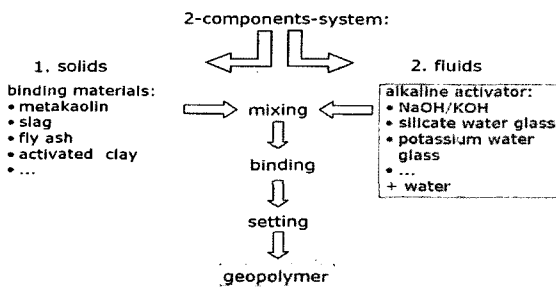 2-components-system:
1. solids
binding materials:
• metakaolin
• slag
• fly ash
• activated clay
• ...
2. fluids
alkaline activator:
• NaOH/KOH
• silicate water glass
• potassium water
glass
• ...
+ water
mixing
binding
setting
geopolymer